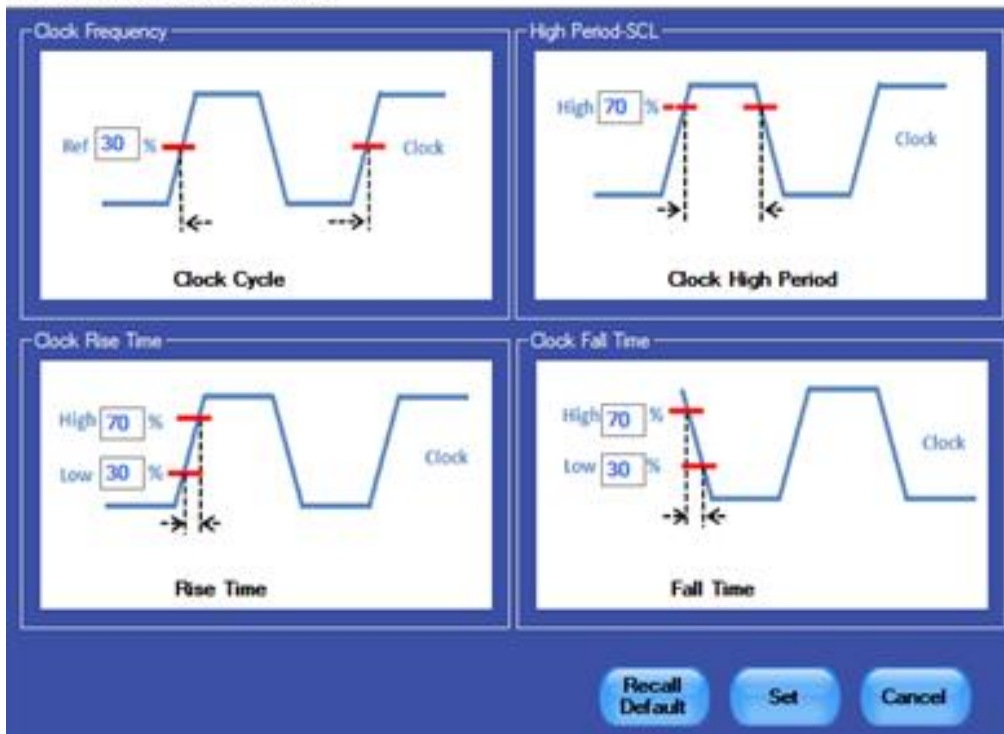 Clock Frequency
Ref 30 %
Clock
Clock Cycle
High Period-SCL
High 70 %
Clock
Clock High Period
Clock Rise Time
High 70 %
Low 30 %
Clock
Rise Time
Clock Fall Time
High 70 %
Low 30 %
Clock
Fall Time
Recall
Default
Set
Cancel